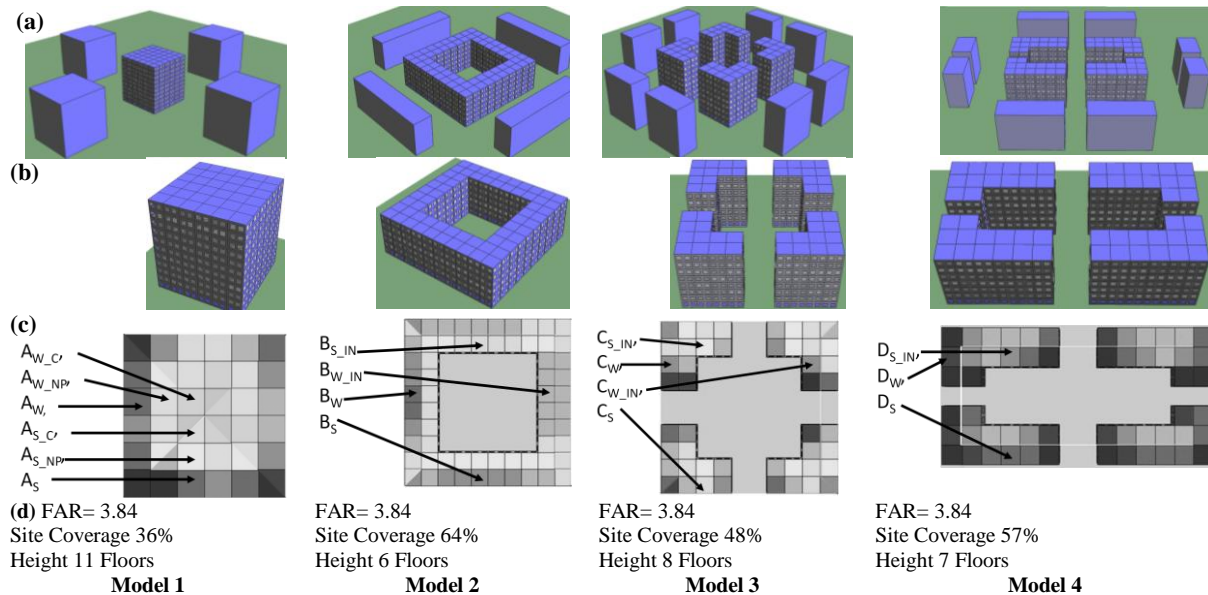 (a)
(b)
(c)
A_W_C,
A_W_NP,
A_W,
A_S_C,
A_S_NP,
A_S
B_S_IN
B_W_IN
B_W
B_S
C_S_IN,
C_W,
C_W_IN,
C_S
D_S_IN,
D_W,
D_S
(d) FAR= 3.84
Site Coverage 36%
Height 11 Floors
Model 1
FAR= 3.84
Site Coverage 64%
Height 6 Floors
Model 2
FAR= 3.84
Site Coverage 48%
Height 8 Floors
Model 3
FAR= 3.84
Site Coverage 57%
Height 7 Floors
Model 4